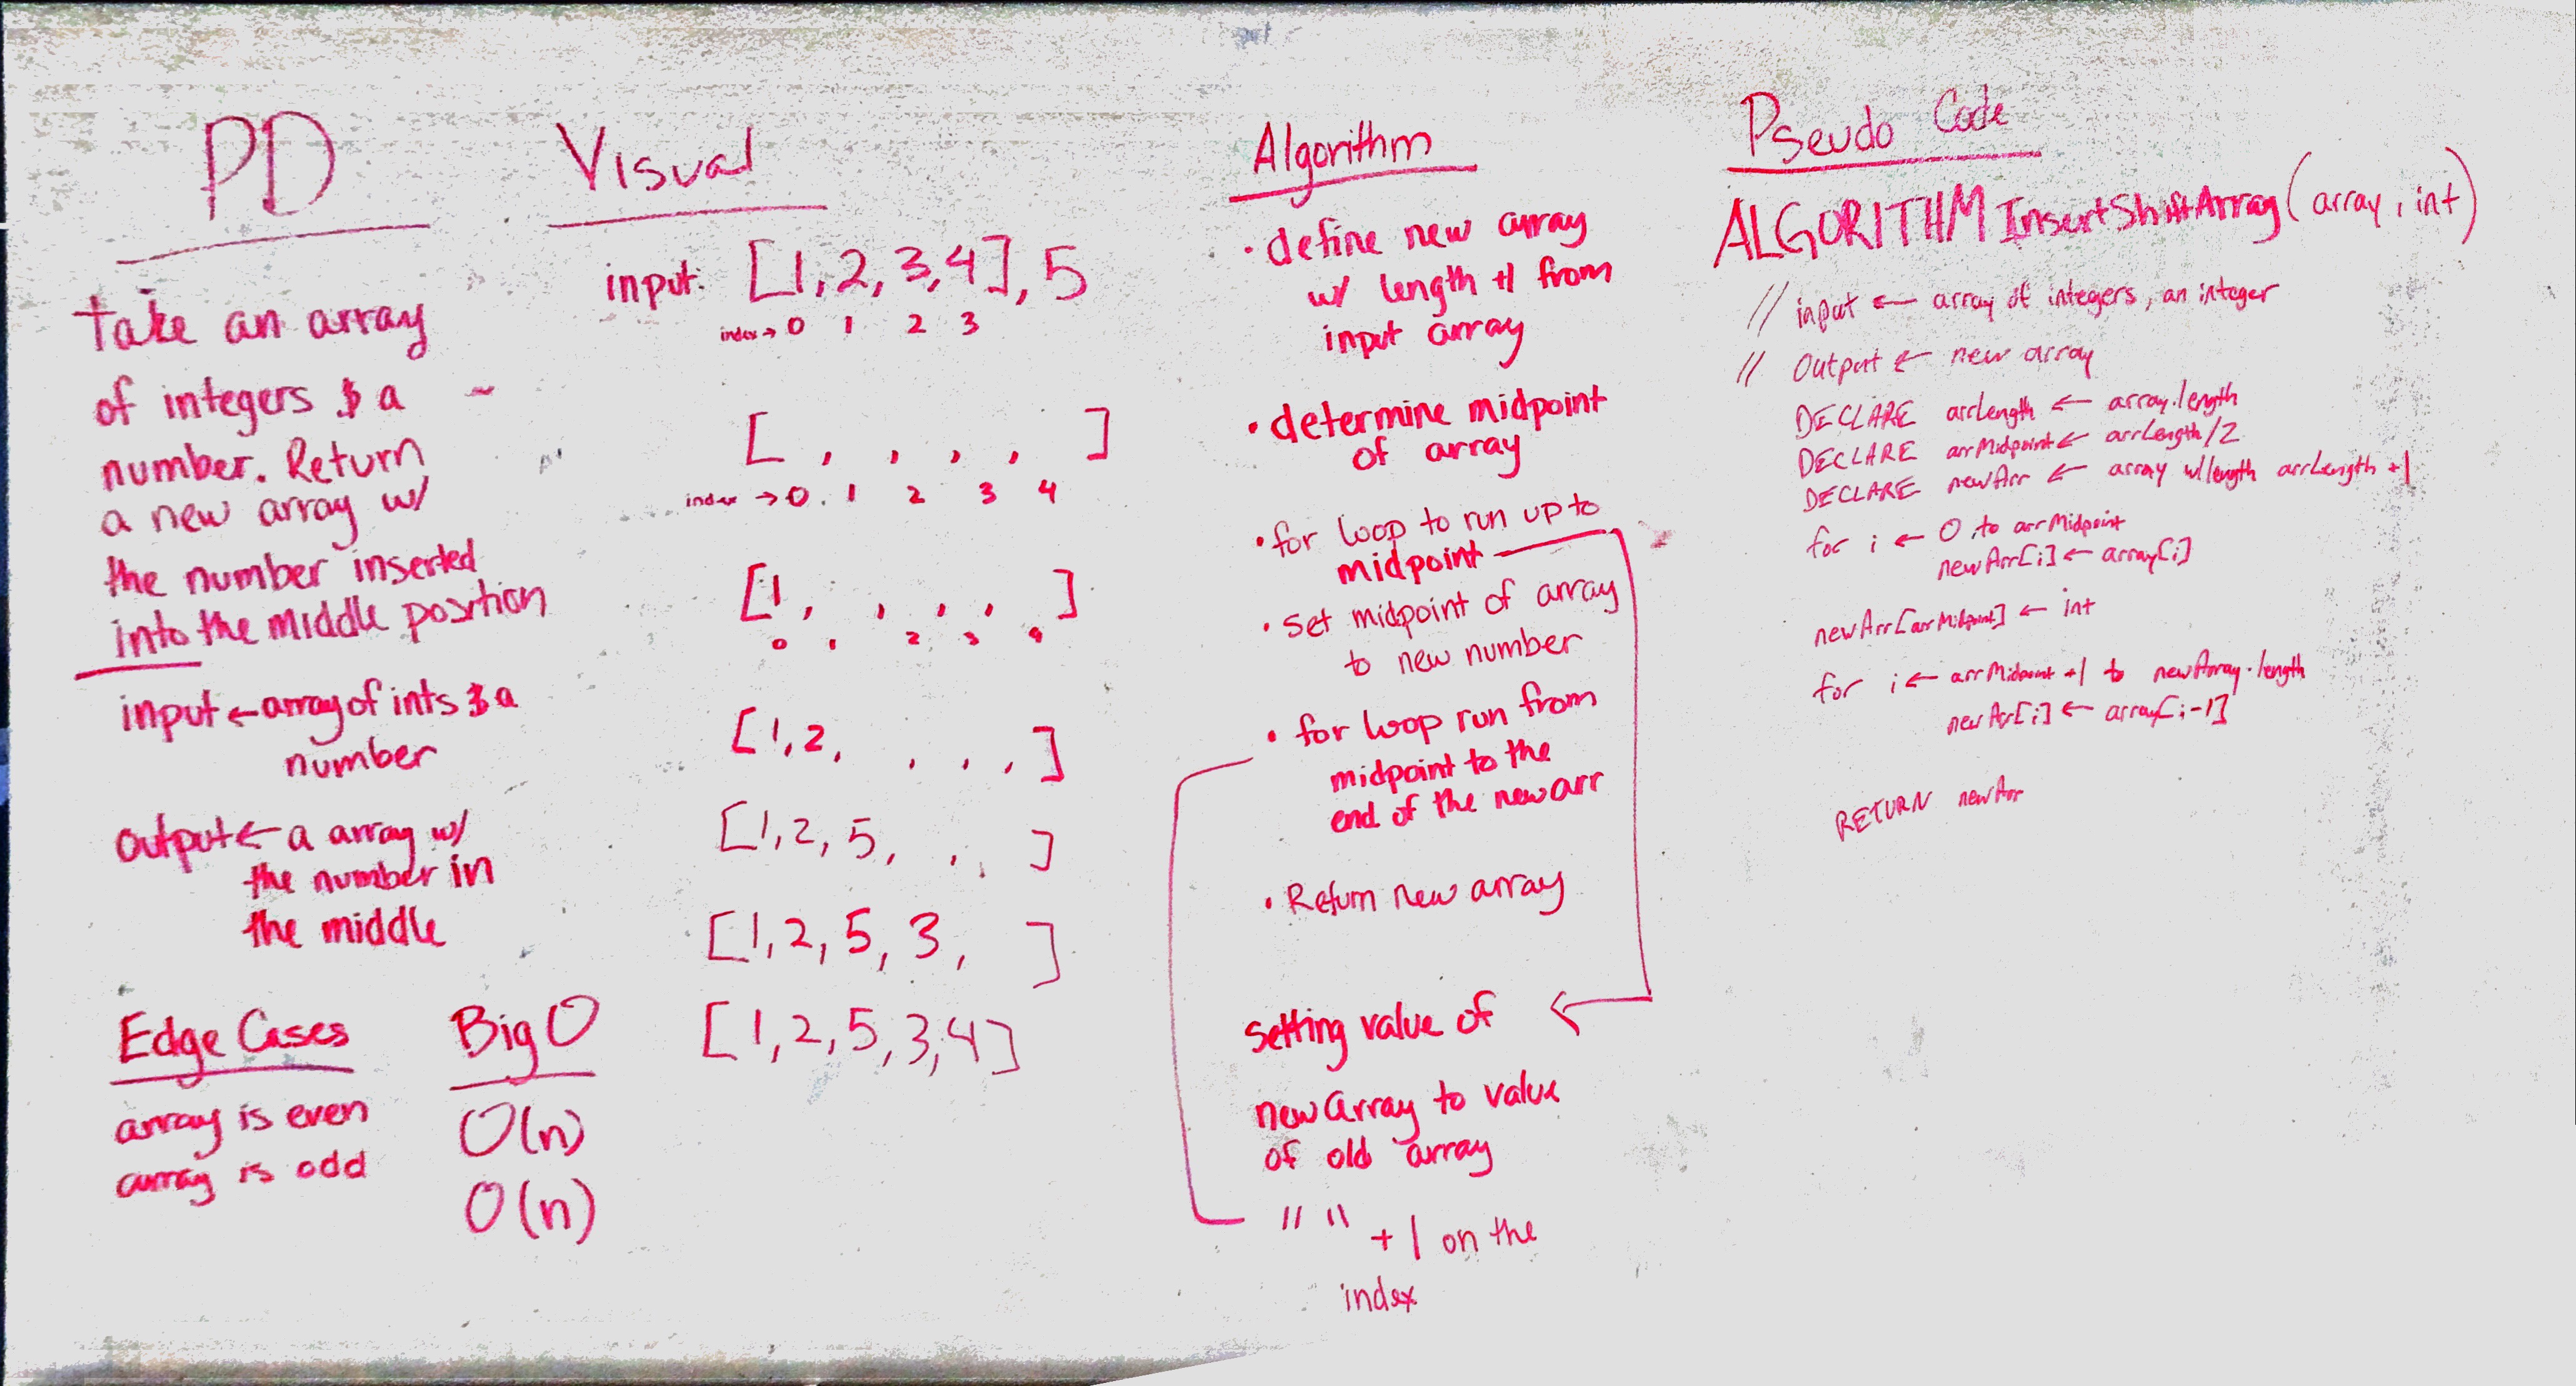 PD
take an array
of integers & a
number. Return
a new array w/
the number inserted
into the middle position
input ← array of ints & a
number
output ← a array w/
the number in
the middle
Edge Cases
array is even
array is odd
Big O
O(n)
O(n)
Visual
input: [1,2,3,4],5
index → 0 1 2 3
[ , , , , ]
index → 0 1 2 3 4
[1, , , , ]
0 1 2 3 4
[1,2, , , , ]
[1,2,5, , , ]
[1,2,5,3, ]
[1,2,5,3,4]
Algorithm
• define new array
w/ length +1 from
input array
• determine midpoint
of array
• for loop to run up to
midpoint
• set midpoint of array
to new number
• for loop run from
midpoint to the
end of the new arr
• Return new array
setting value of
new array to value
of old array
" " +1 on the
index
Pseudo Code
ALGORITHM InsertShiftArray(array, int)
// input ← array of integers, an integer
// Output ← new array
DECLARE arrLength ← array.length
DECLARE arrMidpoint ← arrLength/2
DECLARE newArr ← array w/length arrLength +1
for i ← 0, to arrMidpoint
newArr[i] ← array[i]
newArr[arrMidpoint] ← int
for i ← arrMidpoint +1 to newArray.length
newArr[i] ← array[i-1]
RETURN newArr